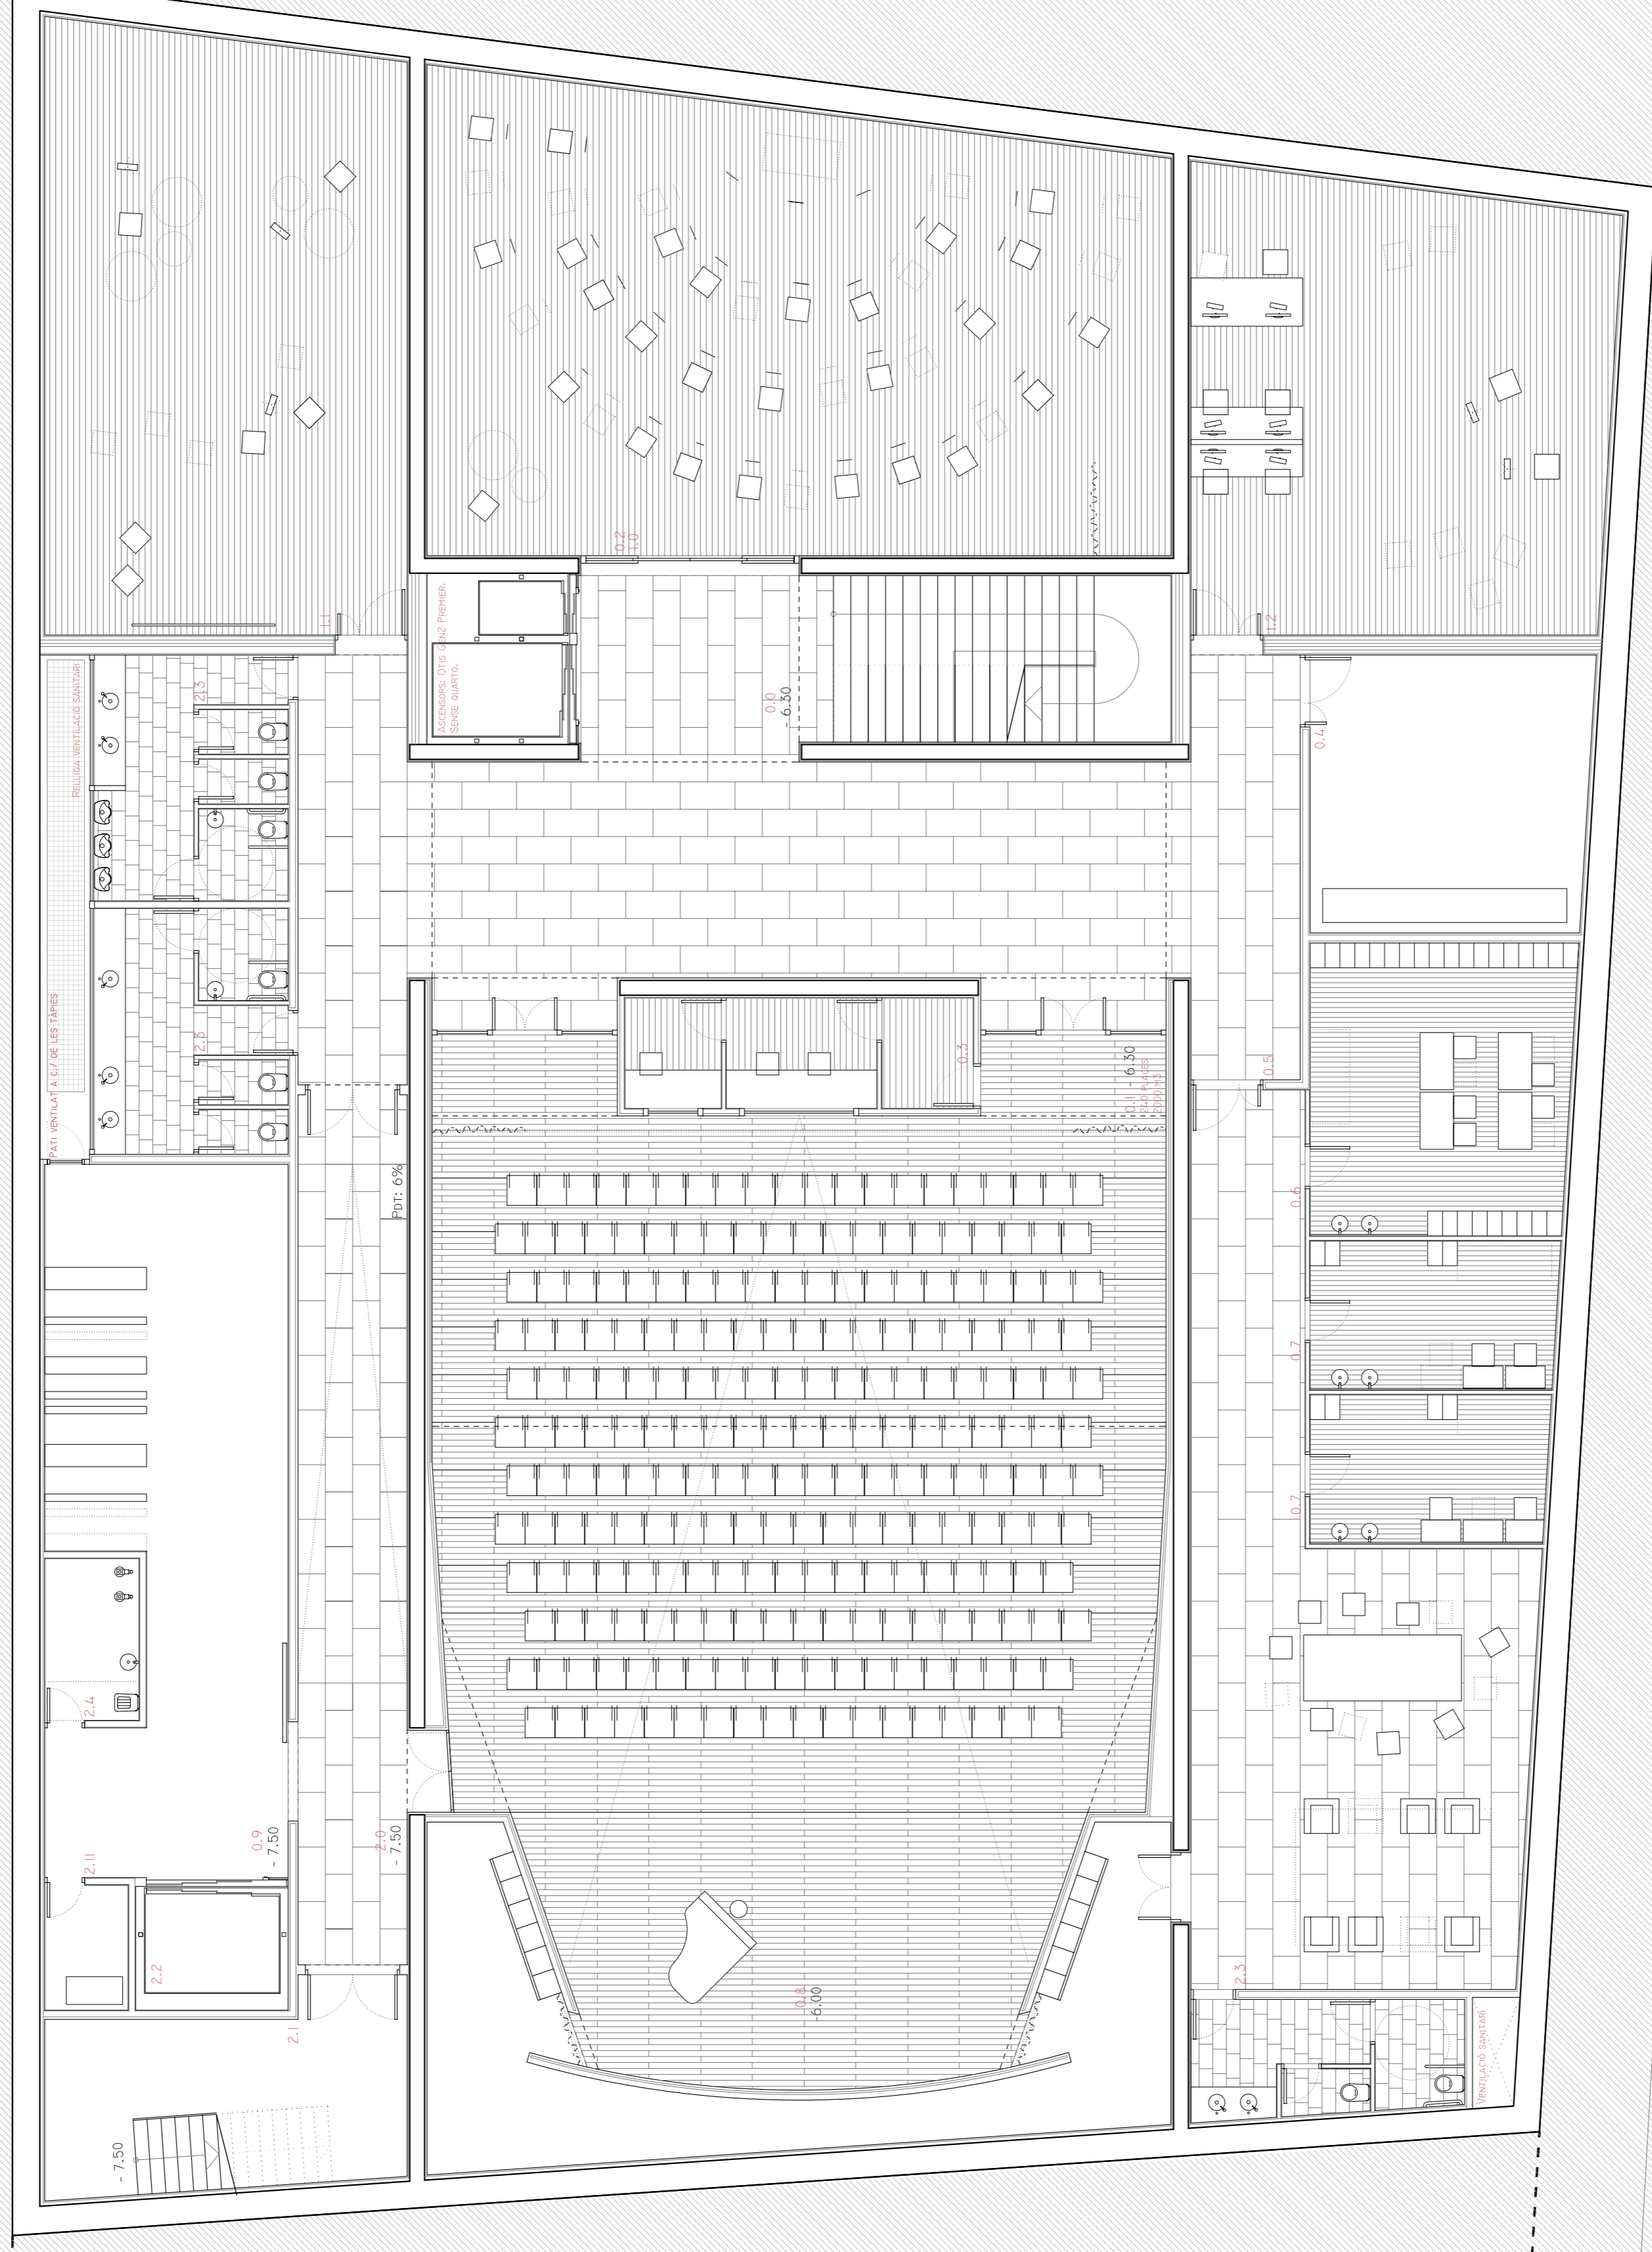 0.2
1.0
1.1
ASCENSORS: OTIS GEN2 PREMIER.
SENSE QUARTO.
1.2
RELLIGA VENTILACIÓ SANITARI
2.3
0.0
- 6.30
0.4
PATI VENTILAT A C/ DE LES TÀPIES
2.3
0.3
0.1 - 6.30
240 PLACES
2000 M3
0.5
PDT: 6%
0.6
0.7
0.7
2.4
2.11
0.9
- 7.50
2.0
- 7.50
2.2
0.8
-6.00
2.3
2.1
VENTILACIÓ SANITARI
- 7.50